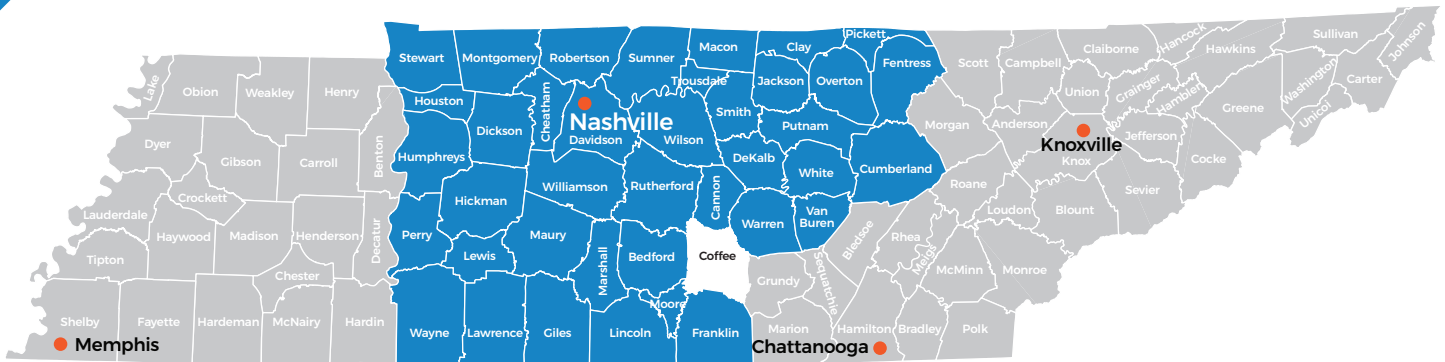 Lake
Obion
Weakley
Henry
Stewart
Montgomery
Robertson
Sumner
Macon
Clay
Pickett
Fentress
Scott
Campbell
Claiborne
Hancock
Hawkins
Sullivan
Johnson
Houston
Cheatham
Trousdale
Jackson
Overton
Union
Grainger
Hamblen
Washington
Carter
Unicoi
Greene
Dyer
Gibson
Carroll
Benton
Humphreys
Dickson
Nashville
Davidson
Wilson
Smith
Putnam
Morgan
Anderson
Knoxville
Knox
Jefferson
Cocke
DeKalb
White
Cumberland
Roane
Loudon
Blount
Sevier
Lauderdale
Crockett
Haywood
Madison
Henderson
Decatur
Perry
Hickman
Williamson
Rutherford
Cannon
Warren
Van
Buren
Bledsoe
Rhea
Meigs
McMinn
Monroe
Tipton
Chester
Lewis
Maury
Marshall
Bedford
Coffee
Grundy
Sequatchie
Shelby
Fayette
Hardeman
McNairy
Hardin
Wayne
Lawrence
Giles
Lincoln
Moore
Franklin
Marion
Hamilton
Bradley
Polk
Memphis
Chattanooga